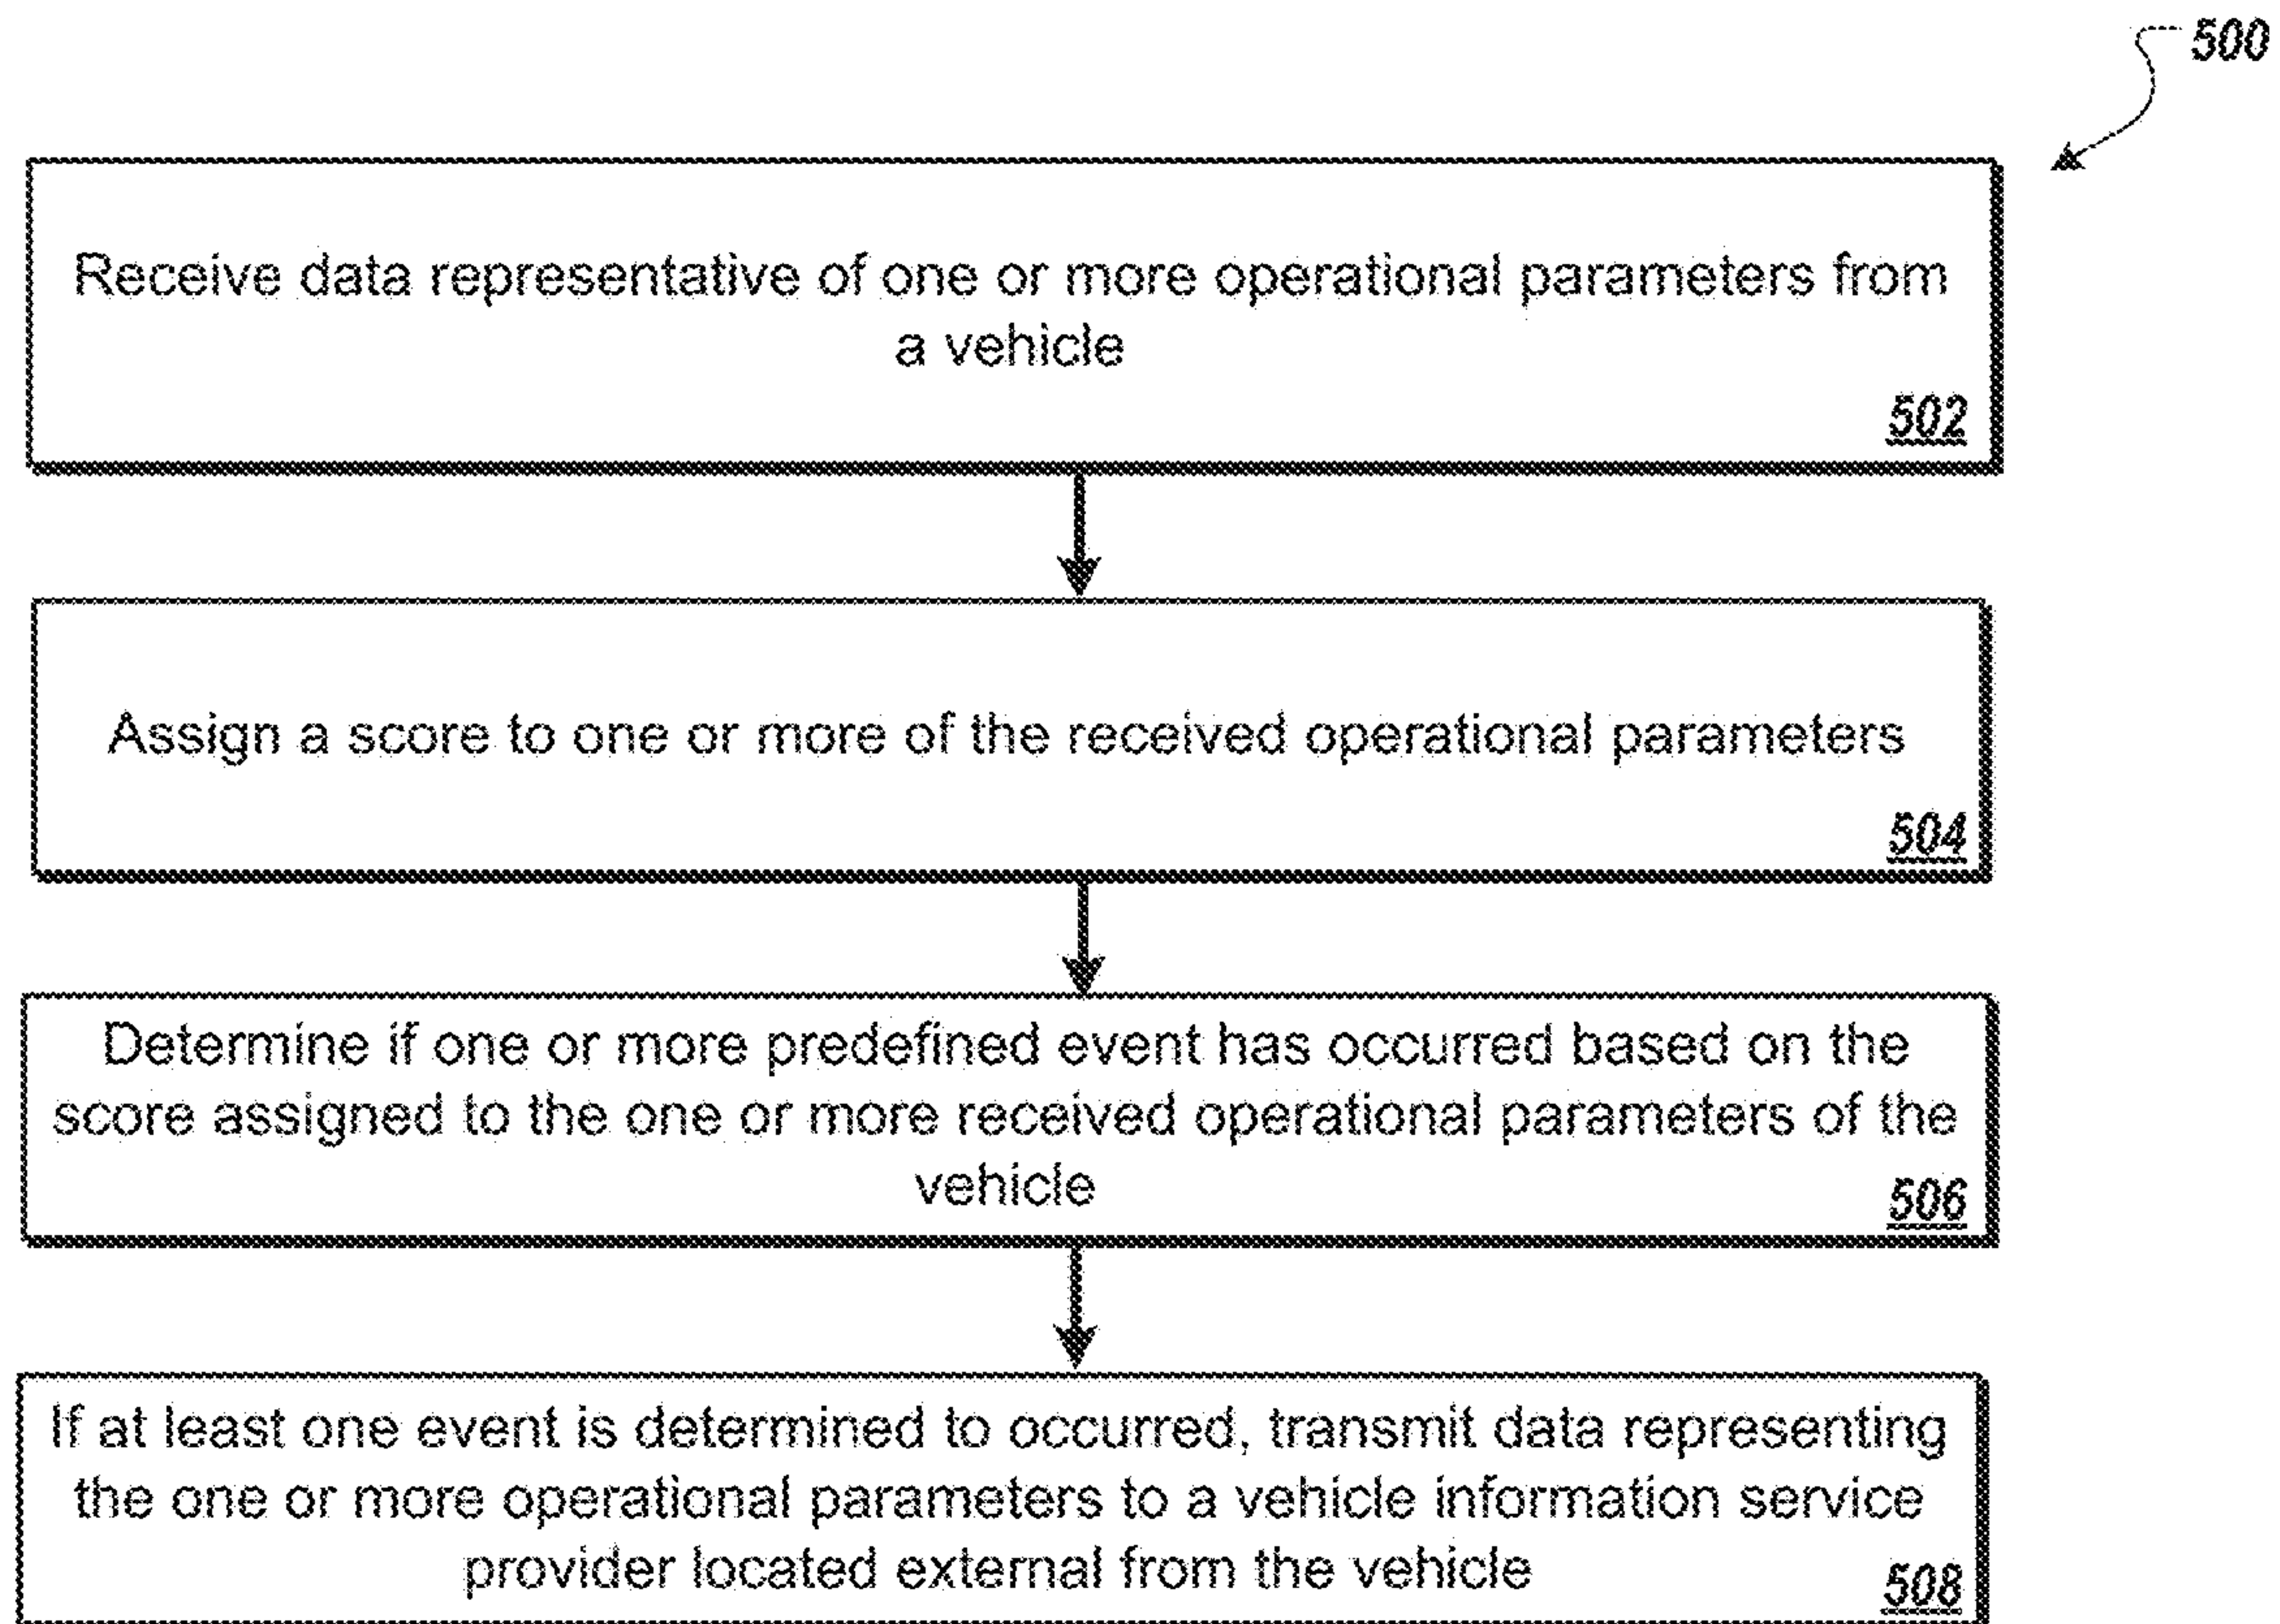 500
Receive data representative of one or more operational parameters from
a vehicle
502
Assign a score to one or more of the received operational parameters
504
Determine if one or more predefined event has occurred based on the
score assigned to the one or more received operational parameters of the
vehicle
506
If at least one event is determined to occurred, transmit data representing
the one or more operational parameters to a vehicle information service
provider located external from the vehicle
508